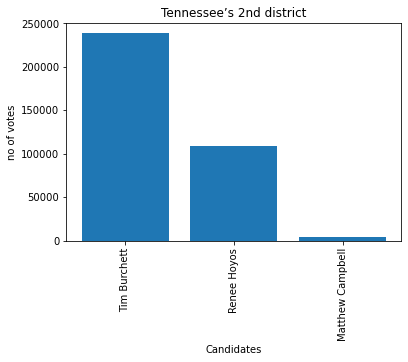 Tennessee’s 2nd district
no of votes
250000
200000
150000
100000
50000
0
Tim Burchett
Renee Hoyos
Matthew Campbell
Candidates